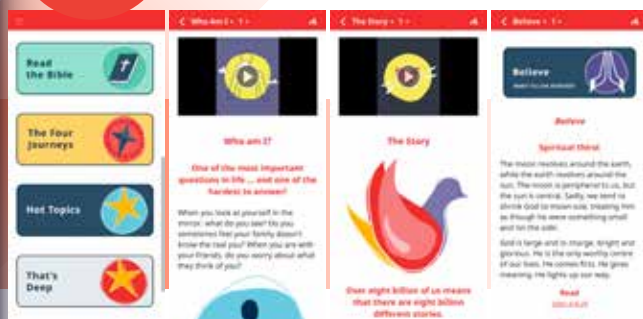 Read
the Bible
The Four
Journeys
Hot Topics
That's
Deep
Who Am I? 1
Who am I?
One of the most important
questions in life ... and one of the
hardest to answer!
When you look at yourself in the
mirror, what do you see? Do you
sometimes feel your family doesn't
know the real you? When you are with
your friends, do you worry about what
they think of you?
The Story 1
The Story
Over eight billion of us means
that there are eight billion
different stories.
Believe 1
Believe
Believe
Spiritual thirst
The moon revolves around the earth,
while the earth revolves around the
sun. The moon is peripheral to us, but
the sun is central. Sadly, we tend to
shrink God to moon size, treating him
as though he were something small
and on the side.
God is large and in charge, bright and
glorious. He is the only worthy centre
of our lives. He comes first. He gives
meaning. He lights up our way.
Read